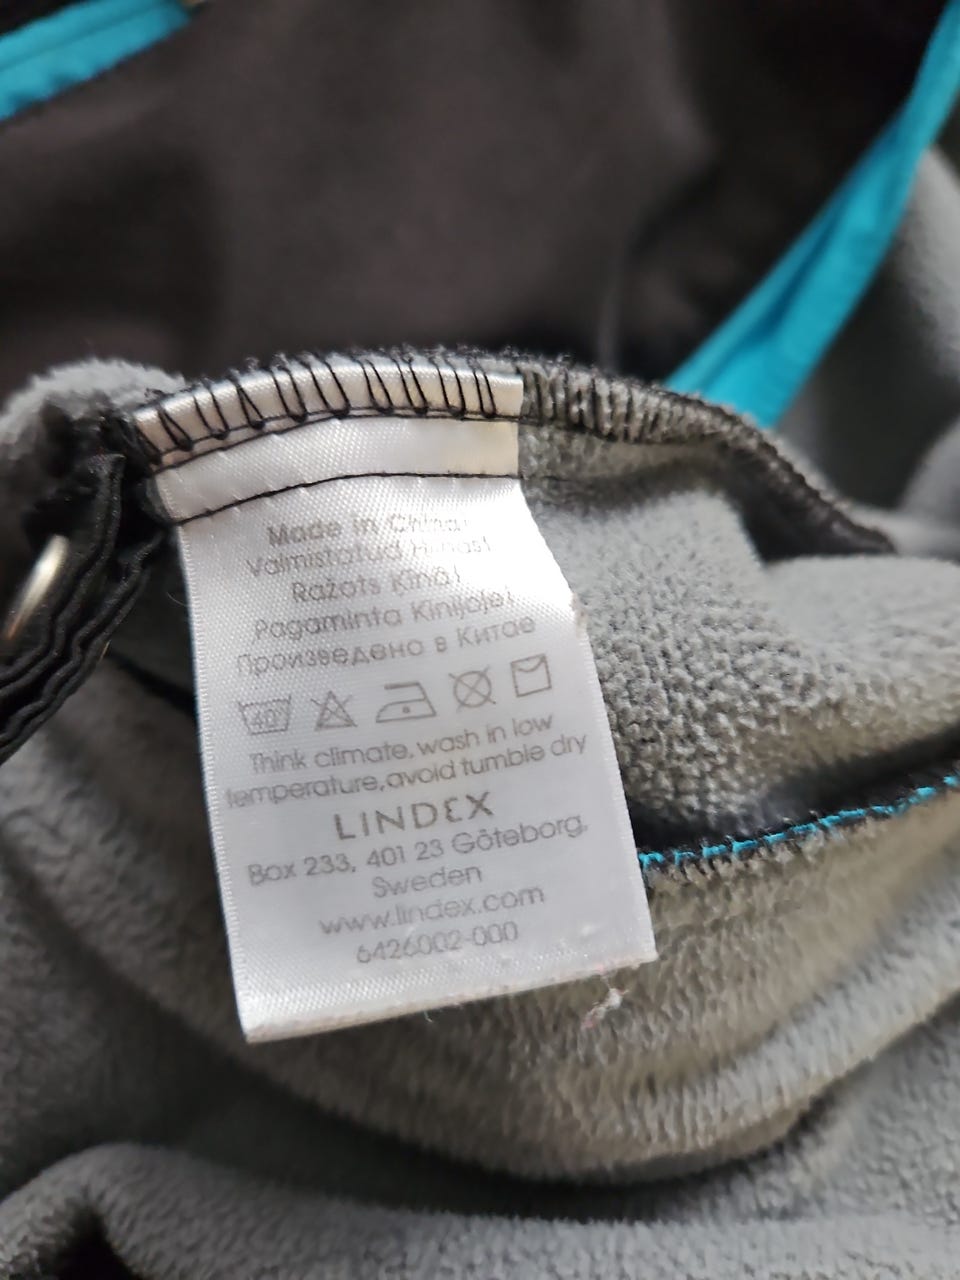 Made in China!
Valmistatud Hiinas!
Ražots Ķīnā!
Pagaminta Kinijoje!
Произведено в Китае
40
Think climate, wash in low
temperature, avoid tumble dry
LINDEX
Box 233, 401 23 Göteborg,
Sweden
www.lindex.com
6426002-000